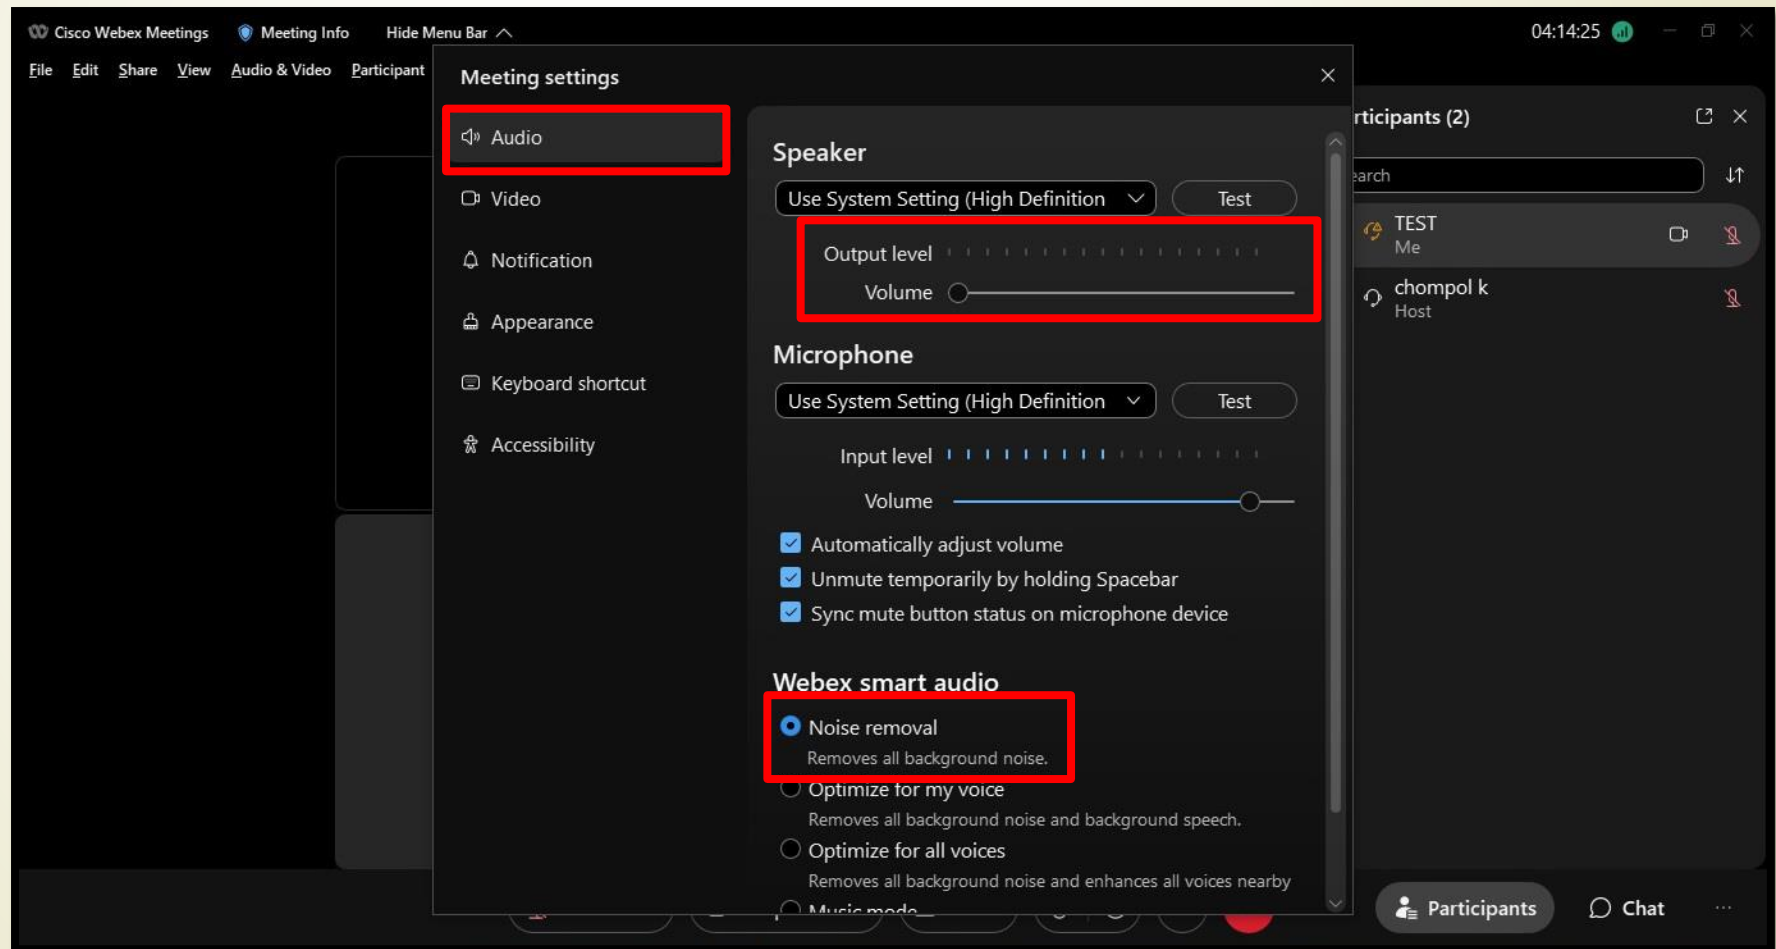 Cisco Webex Meetings
Meeting Info
Hide Menu Bar
04:14:25
File Edit Share View Audio & Video Participant
Meeting settings
Audio
Video
Notification
Appearance
Keyboard shortcut
Accessibility
Speaker
Use System Setting (High Definition
Test
Output level
Volume
Microphone
Use System Setting (High Definition
Test
Input level
Volume
Automatically adjust volume
Unmute temporarily by holding Spacebar
Sync mute button status on microphone device
Webex smart audio
Noise removal
Removes all background noise.
Optimize for my voice
Removes all background noise and background speech.
Optimize for all voices
Removes all background noise and enhances all voices nearby
Music mode
rticipants (2)
earch
TEST
Me
chompol k
Host
Participants
Chat